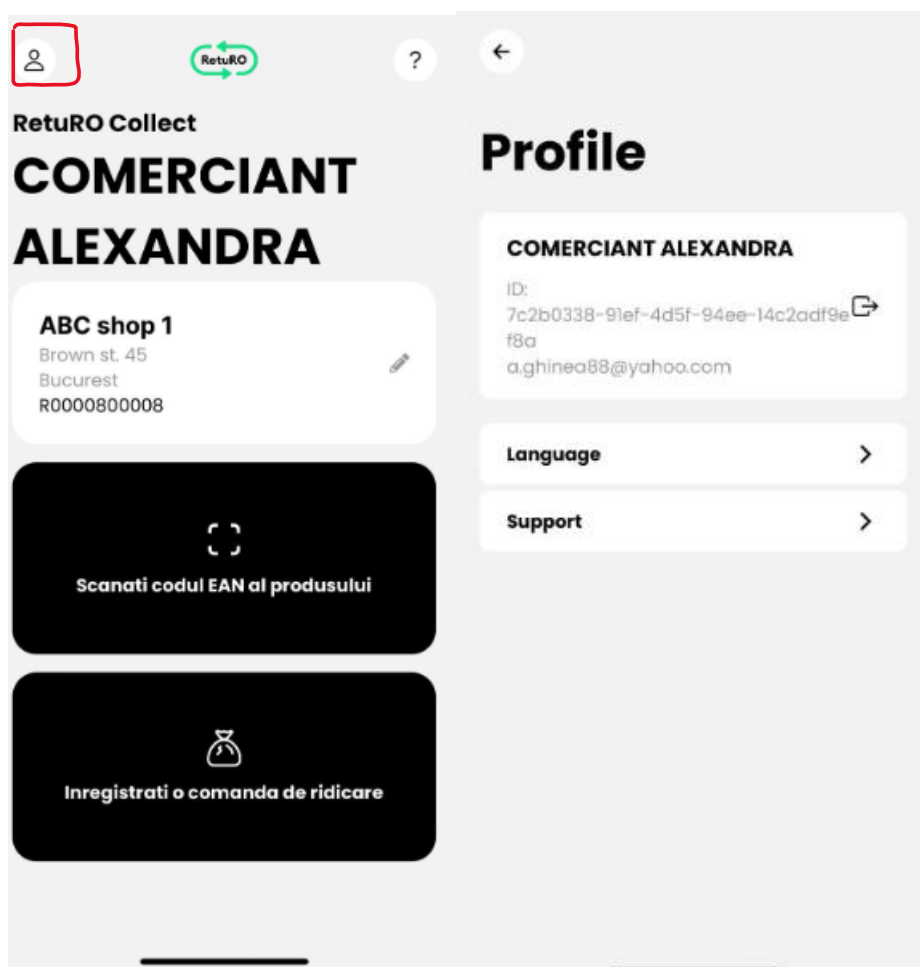 RetuRO
?
RetuRO Collect
COMERCIANT
ALEXANDRA
ABC shop 1
Brown st. 45
Bucurest
R0000800008
Scanati codul EAN al produsului
Inregistrati o comanda de ridicare
Profile
COMERCIANT ALEXANDRA
ID:
7c2b0338-91ef-4d5f-94ee-14c2adf9e
f8a
a.ghinea88@yahoo.com
Language
Support